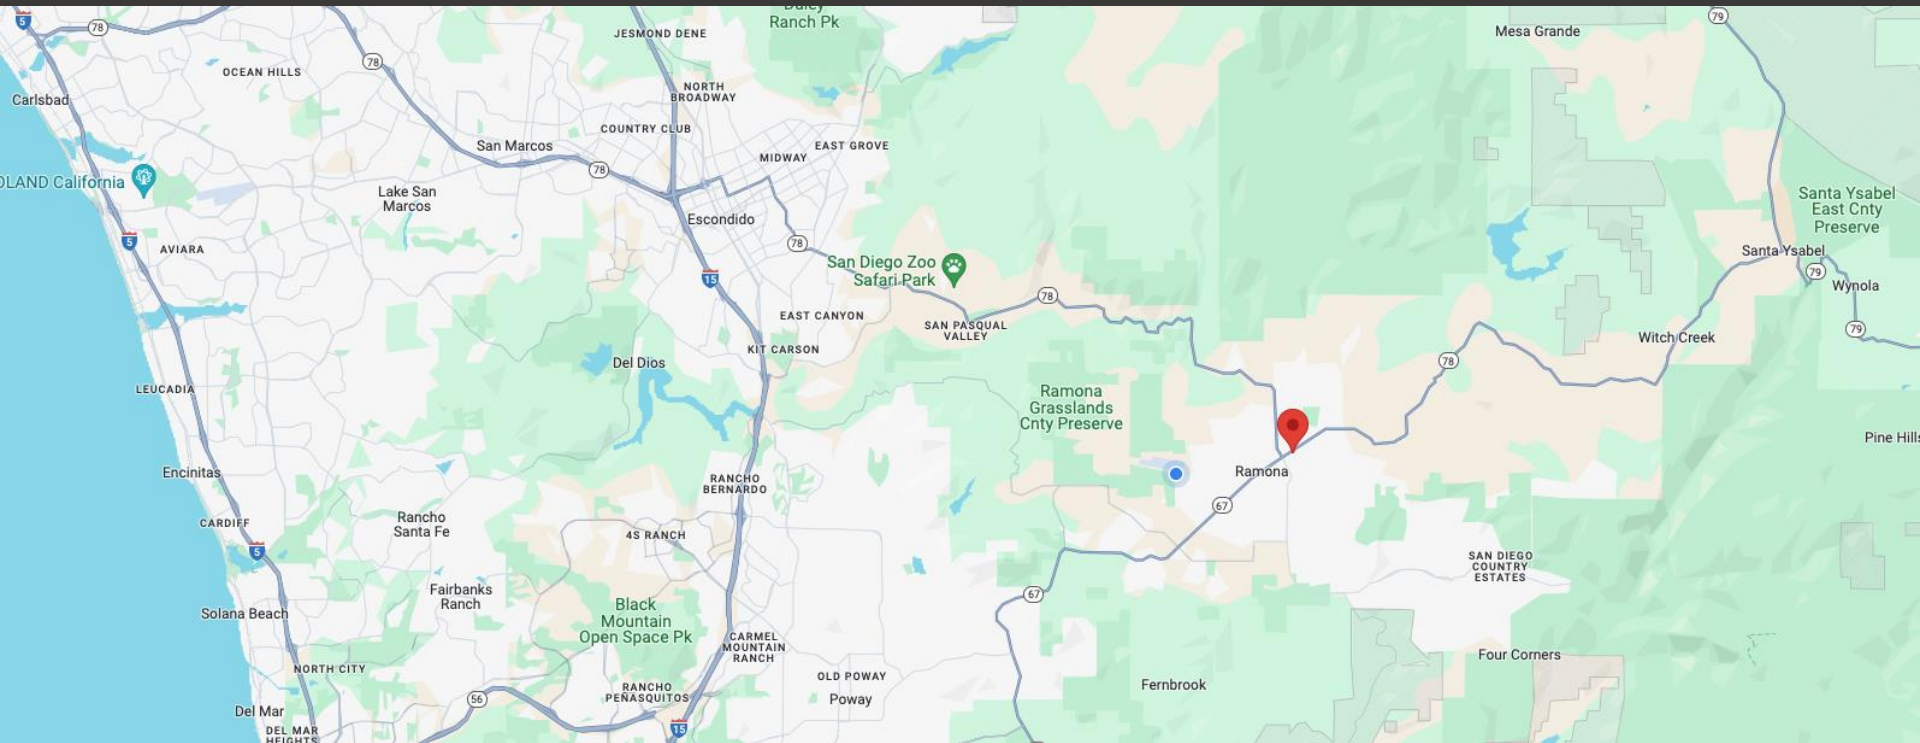 5
78
78
79
Daley
Ranch Pk
JESMOND DENE
Mesa Grande
OCEAN HILLS
Carlsbad
NORTH
BROADWAY
COUNTRY CLUB
San Marcos
MIDWAY
EAST GROVE
78
OLAND California
Lake San
Marcos
Escondido
Santa Ysabel
East Cnty
Preserve
5
AVIARA
78
Santa Ysabel
San Diego Zoo
Safari Park
15
79
Wynola
78
EAST CANYON
SAN PASQUAL
VALLEY
79
Witch Creek
KIT CARSON
Del Dios
78
LEUCADIA
Ramona
Grasslands
Cnty Preserve
Pine Hills
Encinitas
Ramona
RANCHO
BERNARDO
67
CARDIFF
Rancho
Santa Fe
4S RANCH
5
SAN DIEGO
COUNTRY
ESTATES
Fairbanks
Ranch
67
Solana Beach
Black
Mountain
Open Space Pk
CARMEL
MOUNTAIN
RANCH
Four Corners
NORTH CITY
OLD POWAY
Poway
Fernbrook
56
RANCHO
PEÑASQUITOS
Del Mar
15
DEL MAR
HEIGHTS